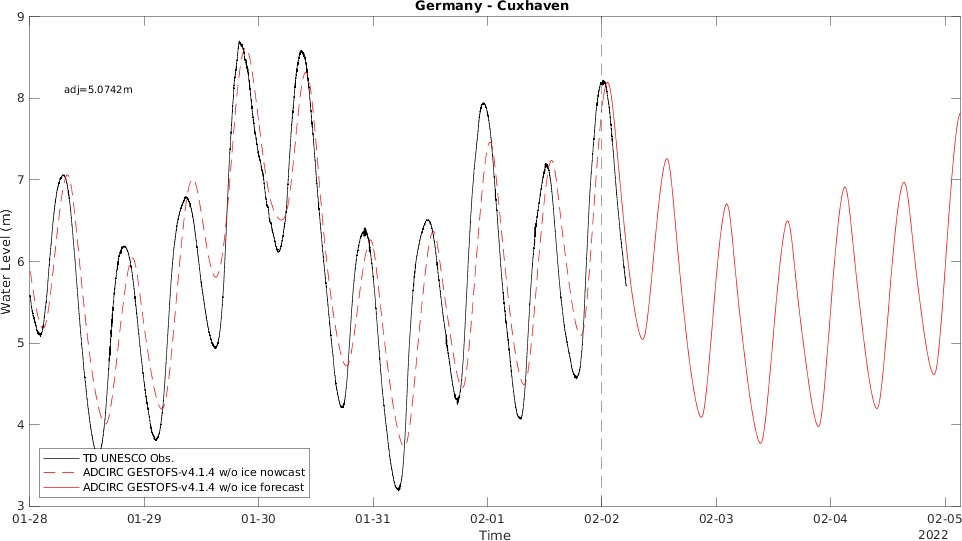 Germany - Cuxhaven
9
8
7
6
5
4
3
Water Level (m)
adj=5.0742m
TD UNESCO Obs.
ADCIRC GESTOFS-v4.1.4 w/o ice nowcast
ADCIRC GESTOFS-v4.1.4 w/o ice forecast
01-28 01-29 01-30 01-31 02-01 02-02 02-03 02-04 02-05
Time
2022